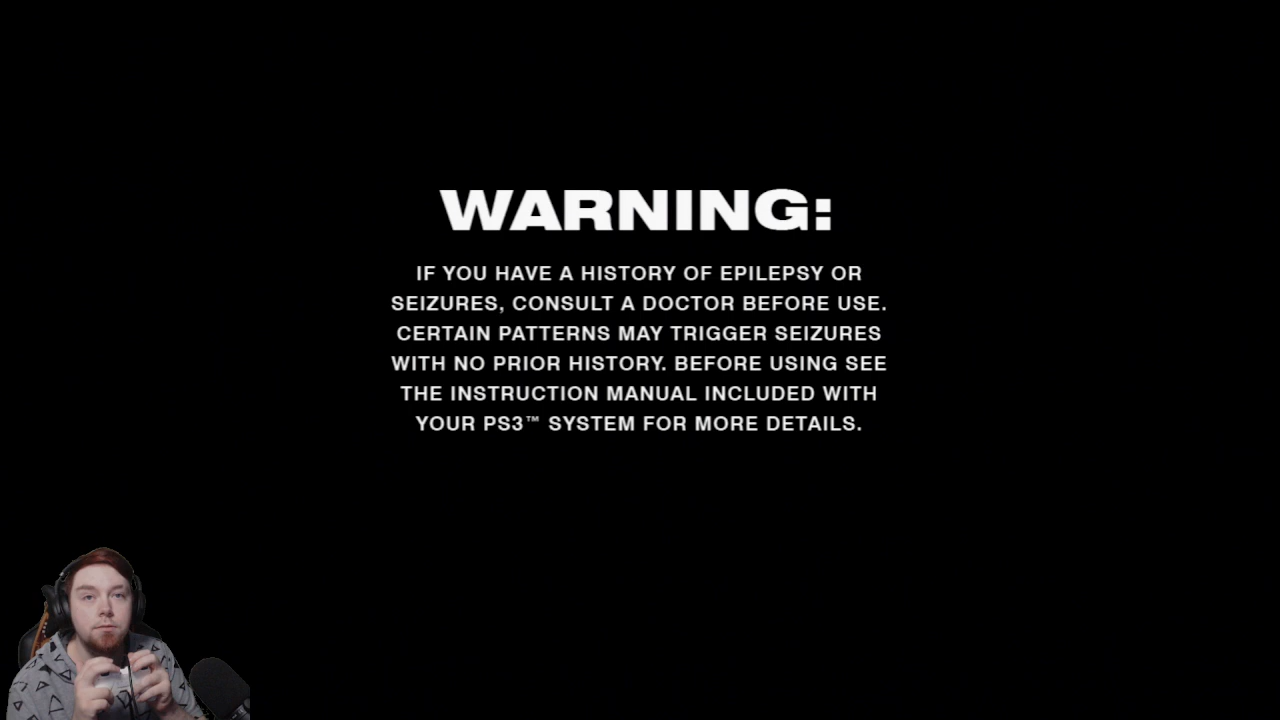 WARNING:
IF YOU HAVE A HISTORY OF EPILEPSY OR
SEIZURES, CONSULT A DOCTOR BEFORE USE.
CERTAIN PATTERNS MAY TRIGGER SEIZURES
WITH NO PRIOR HISTORY. BEFORE USING SEE
THE INSTRUCTION MANUAL INCLUDED WITH
YOUR PS3™ SYSTEM FOR MORE DETAILS.